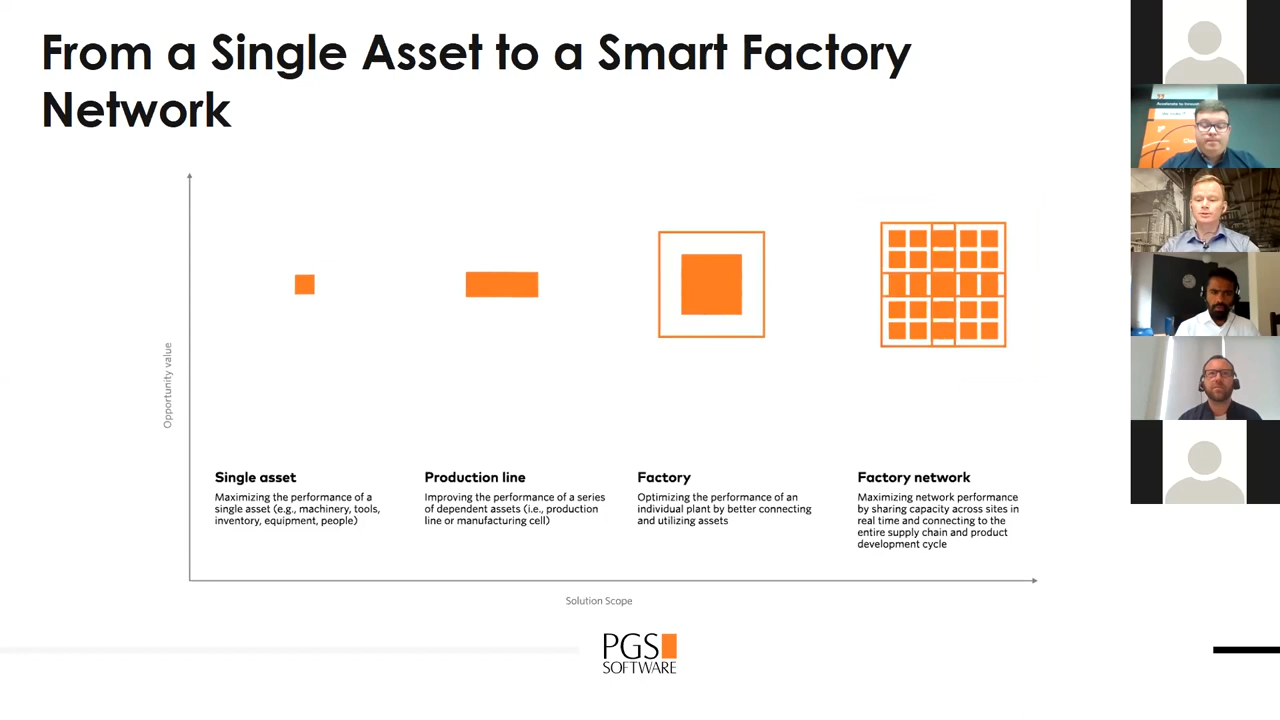 From a Single Asset to a Smart Factory
Network
Opportunity value
Single asset
Maximizing the performance of a
single asset (e.g., machinery, tools,
inventory, equipment, people)
Production line
Improving the performance of a series
of dependent assets (i.e., production
line or manufacturing cell)
Factory
Optimizing the performance of an
individual plant by better connecting
and utilizing assets
Factory network
Maximizing network performance
by sharing capacity across sites in
real time and connecting to the
entire supply chain and product
development cycle
Solution Scope
PGS
SOFTWARE